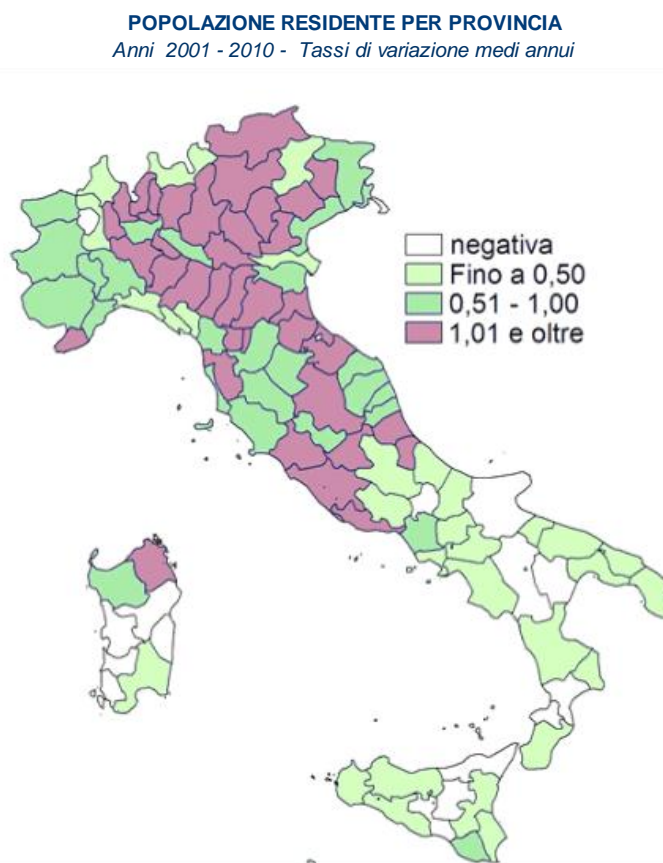 POPOLAZIONE RESIDENTE PER PROVINCIA
Anni 2001 - 2010 - Tassi di variazione medi annui
negativa
Fino a 0,50
0,51 - 1,00
1,01 e oltre